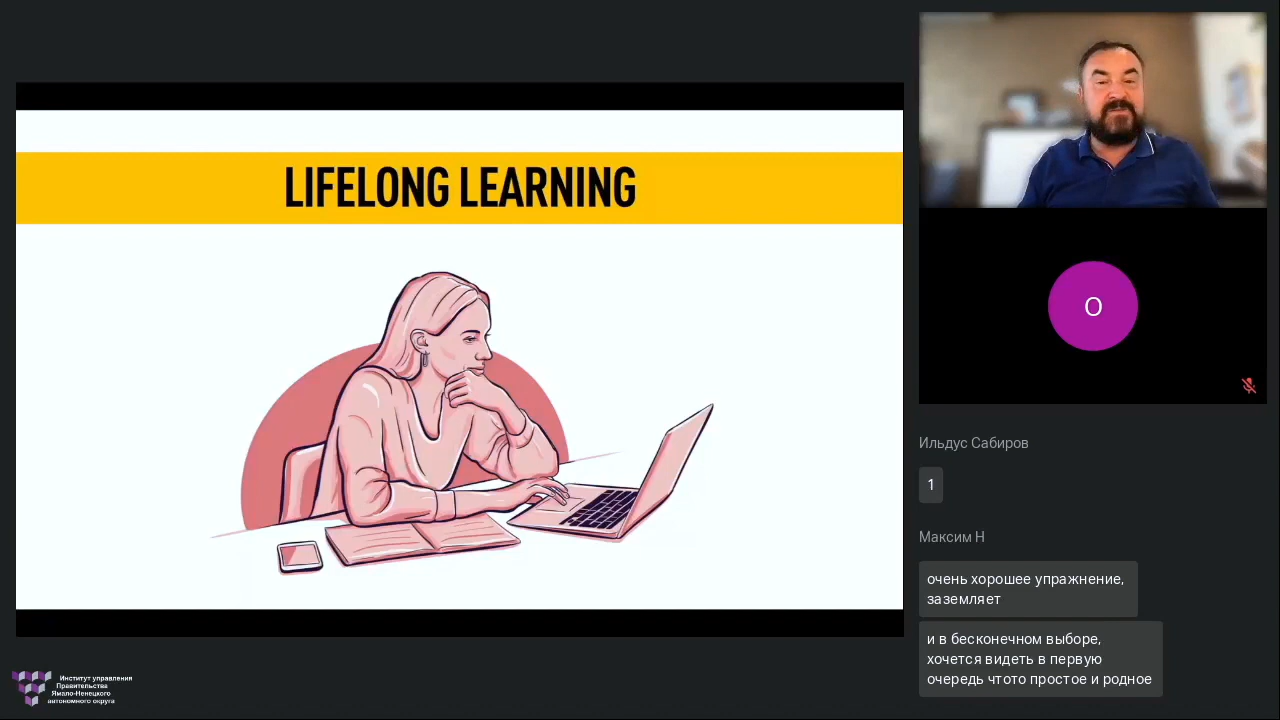 LIFELONG LEARNING
O
Ильдус Сабиров
1
Максим Н
очень хорошее упражнение,
заземляет
и в бесконечном выборе,
хочется видеть в первую
очередь чтото простое и родное
Институт управления
Правительства
Ямало-Ненецкого
автономного округа